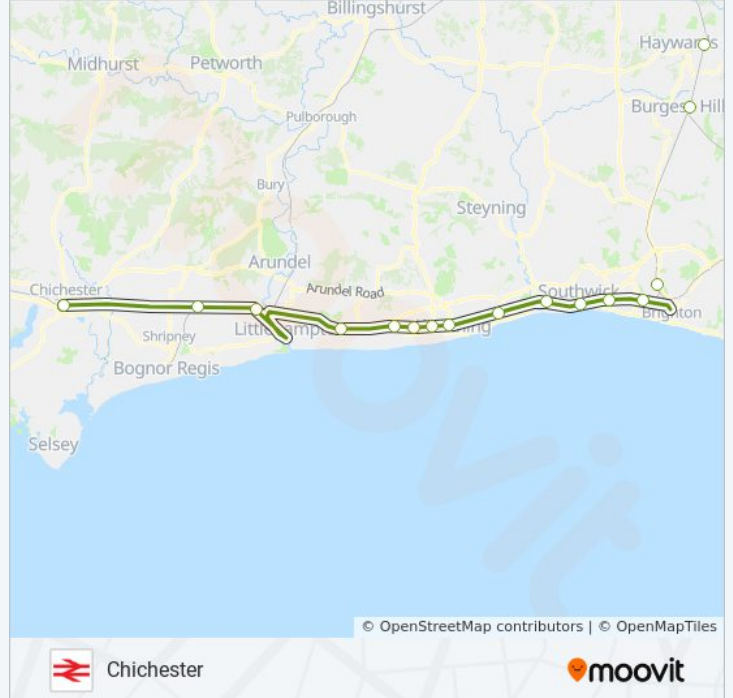 Billingshurst
Haywards
Midhurst
Petworth
Burgess Hill
Pulborough
Bury
Steyning
Arundel
Chichester
Arundel Road
Southwick
Littlehampton
Brighton
Shripney
Bognor Regis
Selsey
© OpenStreetMap contributors | © OpenMapTiles
Chichester
moovit